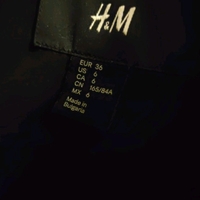 H&M
EUR 36
US 6
CA 6
CN 165/84A
MX 6
Made in
Bulgaria